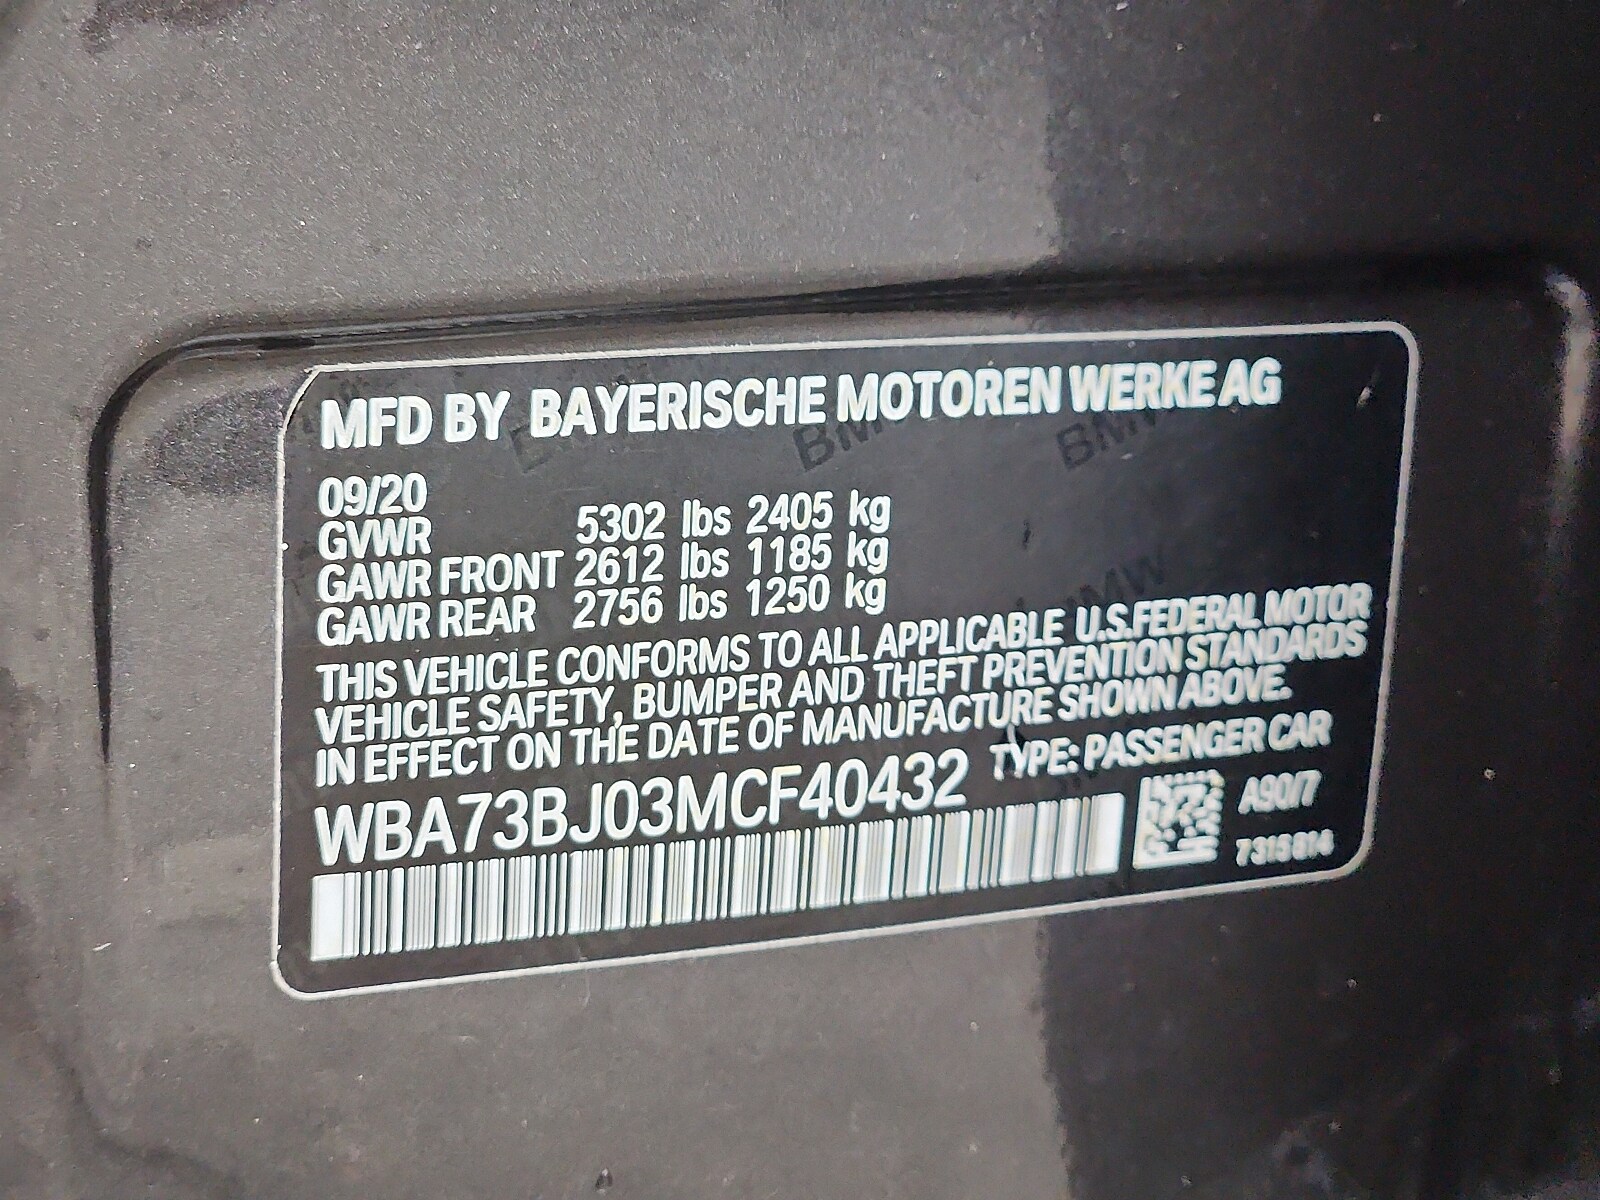 MFD BY BAYERISCHE MOTOREN WERKE AG
09/20
GVWR 5302 lbs 2405 kg
GAWR FRONT 2612 lbs 1185 kg
GAWR REAR 2756 lbs 1250 kg
THIS VEHICLE CONFORMS TO ALL APPLICABLE U.S.FEDERAL MOTOR
VEHICLE SAFETY, BUMPER AND THEFT PREVENTION STANDARDS
IN EFFECT ON THE DATE OF MANUFACTURE SHOWN ABOVE.
WBA73BJ03MCF40432 TYPE: PASSENGER CAR
A90/7